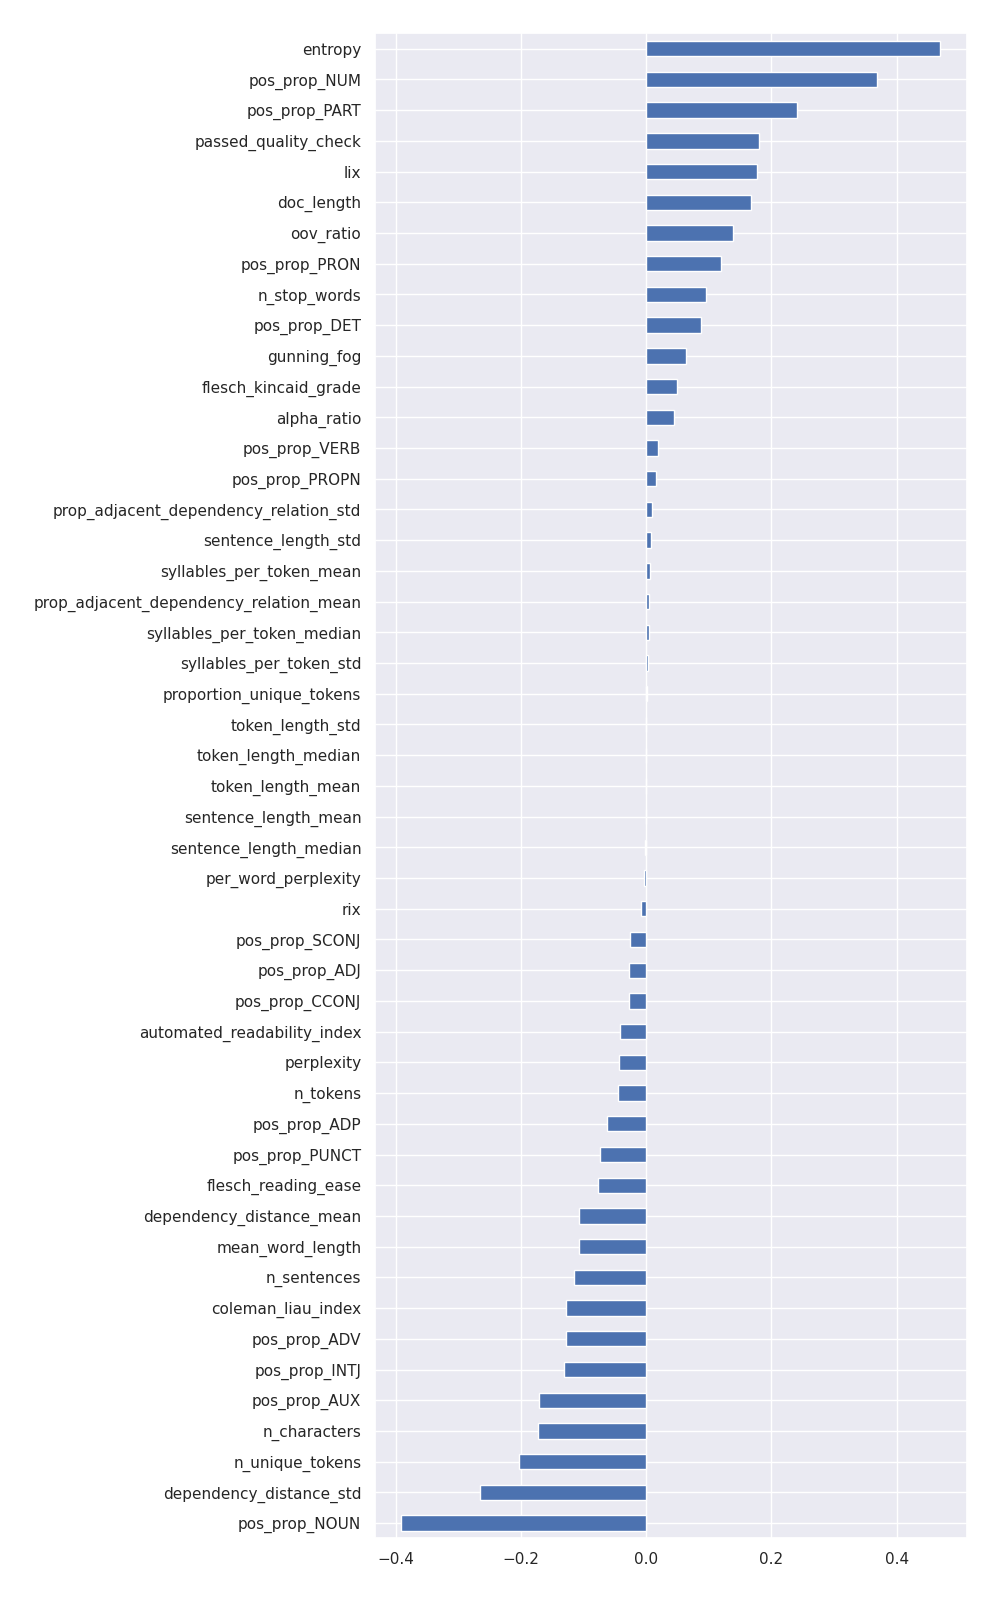 entropy
pos_prop_NUM
pos_prop_PART
passed_quality_check
lix
doc_length
oov_ratio
pos_prop_PRON
n_stop_words
pos_prop_DET
gunning_fog
flesch_kincaid_grade
alpha_ratio
pos_prop_VERB
pos_prop_PROPN
prop_adjacent_dependency_relation_std
sentence_length_std
syllables_per_token_mean
prop_adjacent_dependency_relation_mean
syllables_per_token_median
syllables_per_token_std
proportion_unique_tokens
token_length_std
token_length_median
token_length_mean
sentence_length_mean
sentence_length_median
per_word_perplexity
rix
pos_prop_SCONJ
pos_prop_ADJ
pos_prop_CCONJ
automated_readability_index
perplexity
n_tokens
pos_prop_ADP
pos_prop_PUNCT
flesch_reading_ease
dependency_distance_mean
mean_word_length
n_sentences
coleman_liau_index
pos_prop_ADV
pos_prop_INTJ
pos_prop_AUX
n_characters
n_unique_tokens
dependency_distance_std
pos_prop_NOUN
−0.4 −0.2 0.0 0.2 0.4